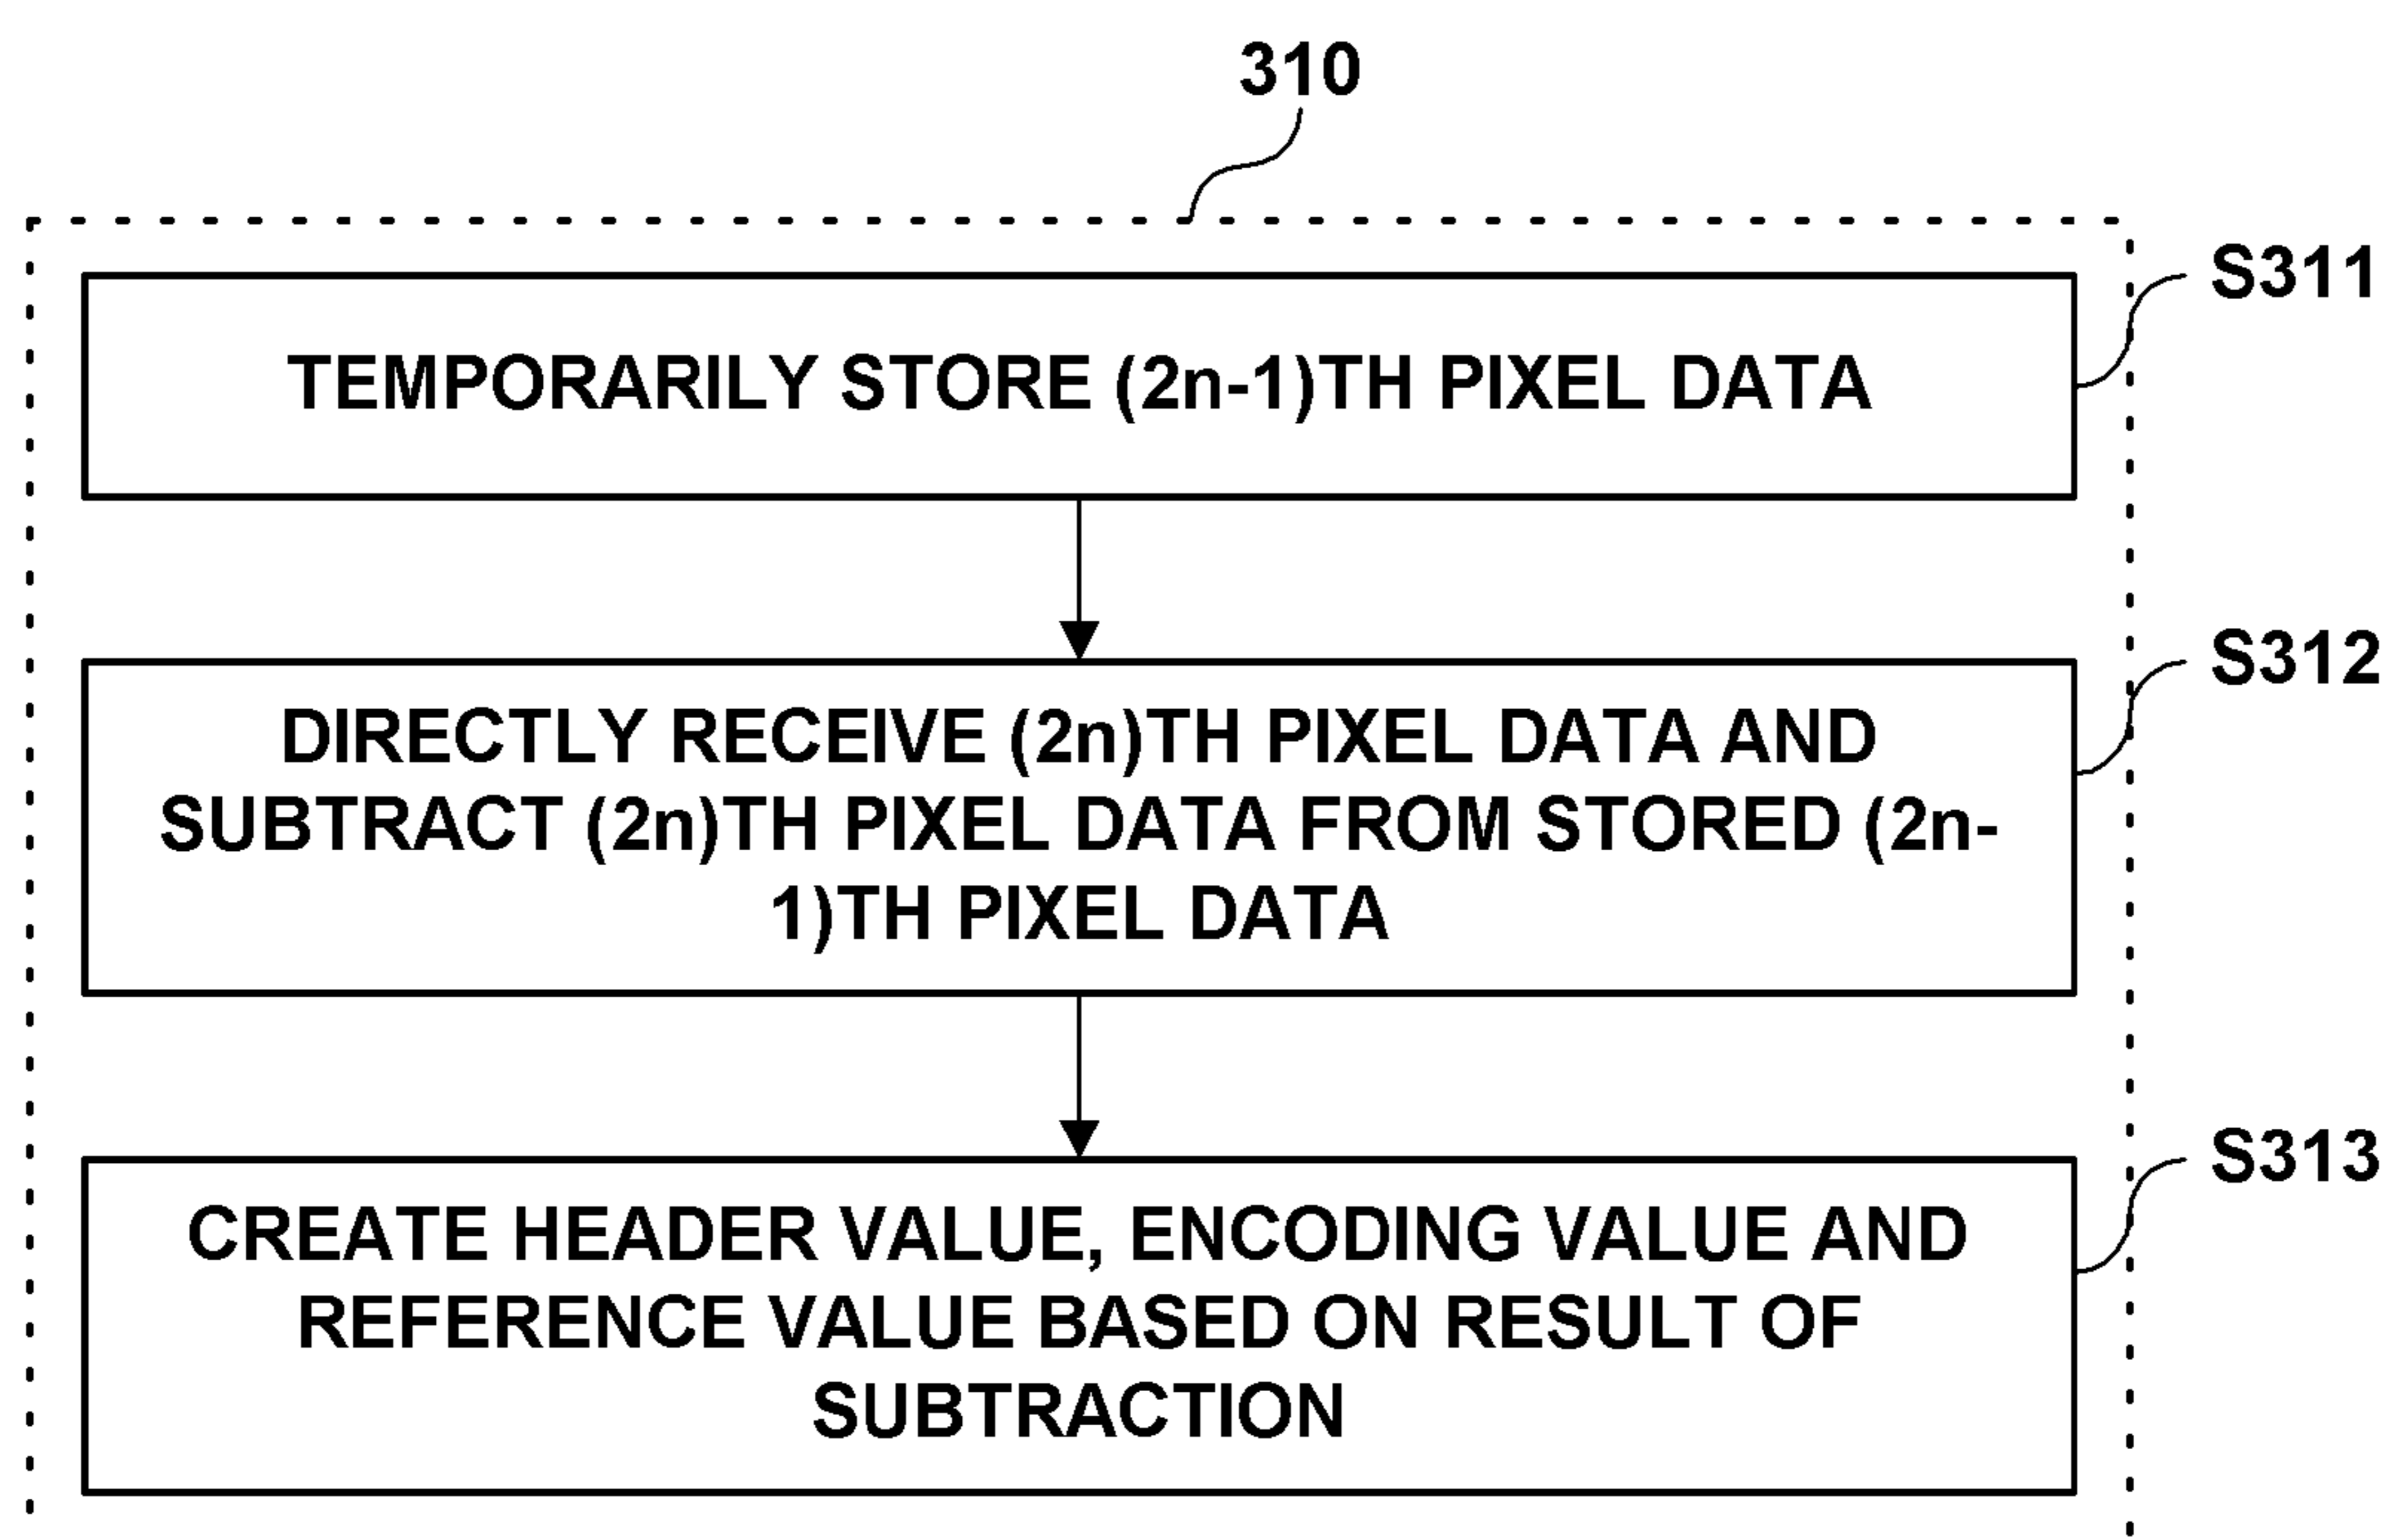 310
S311
TEMPORARILY STORE (2n-1)TH PIXEL DATA
S312
DIRECTLY RECEIVE (2n)TH PIXEL DATA AND
SUBTRACT (2n)TH PIXEL DATA FROM STORED (2n-
1)TH PIXEL DATA
S313
CREATE HEADER VALUE, ENCODING VALUE AND
REFERENCE VALUE BASED ON RESULT OF
SUBTRACTION